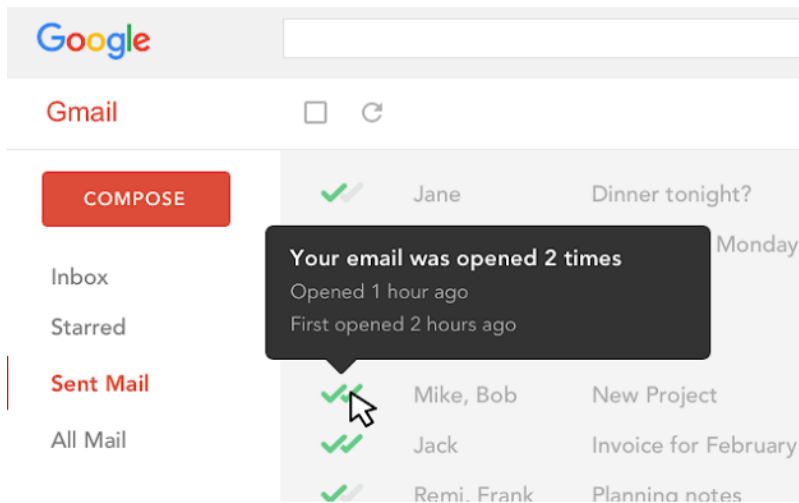 Google
Gmail
COMPOSE
Jane Dinner tonight?
Monday
Your email was opened 2 times
Opened 1 hour ago
First opened 2 hours ago
Inbox
Starred
Sent Mail
All Mail
Mike, Bob New Project
Jack Invoice for February
Remi, Frank Planning notes